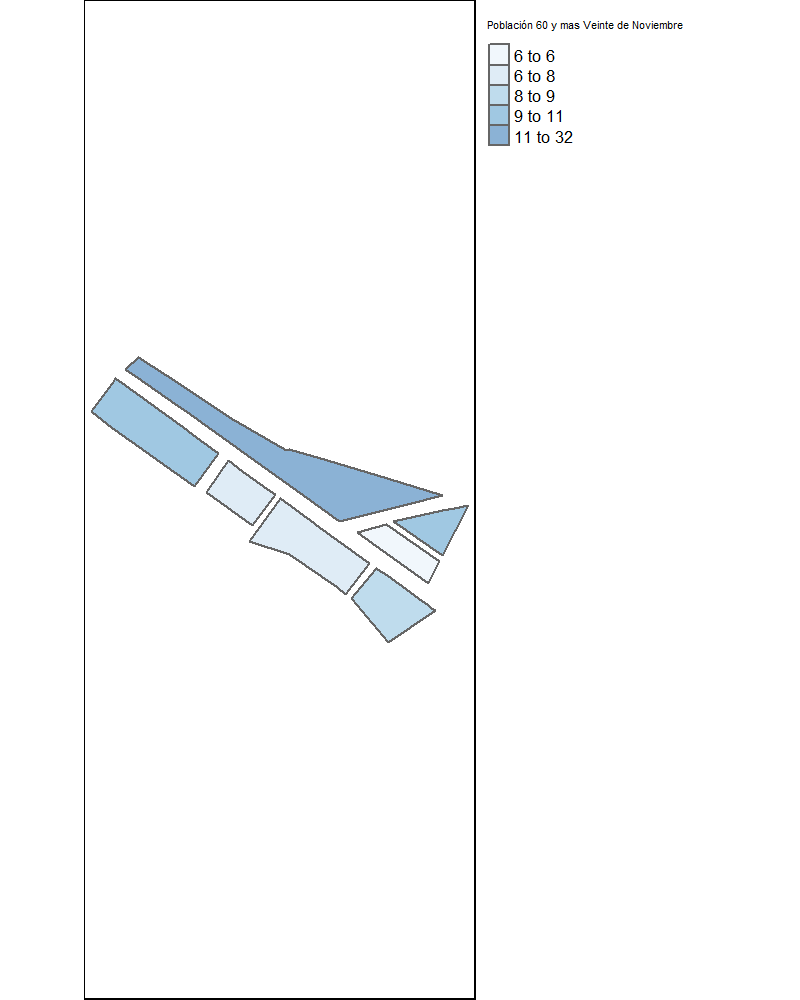 Población 60 y mas Veinte de Noviembre
6 to 6
6 to 8
8 to 9
9 to 11
11 to 32